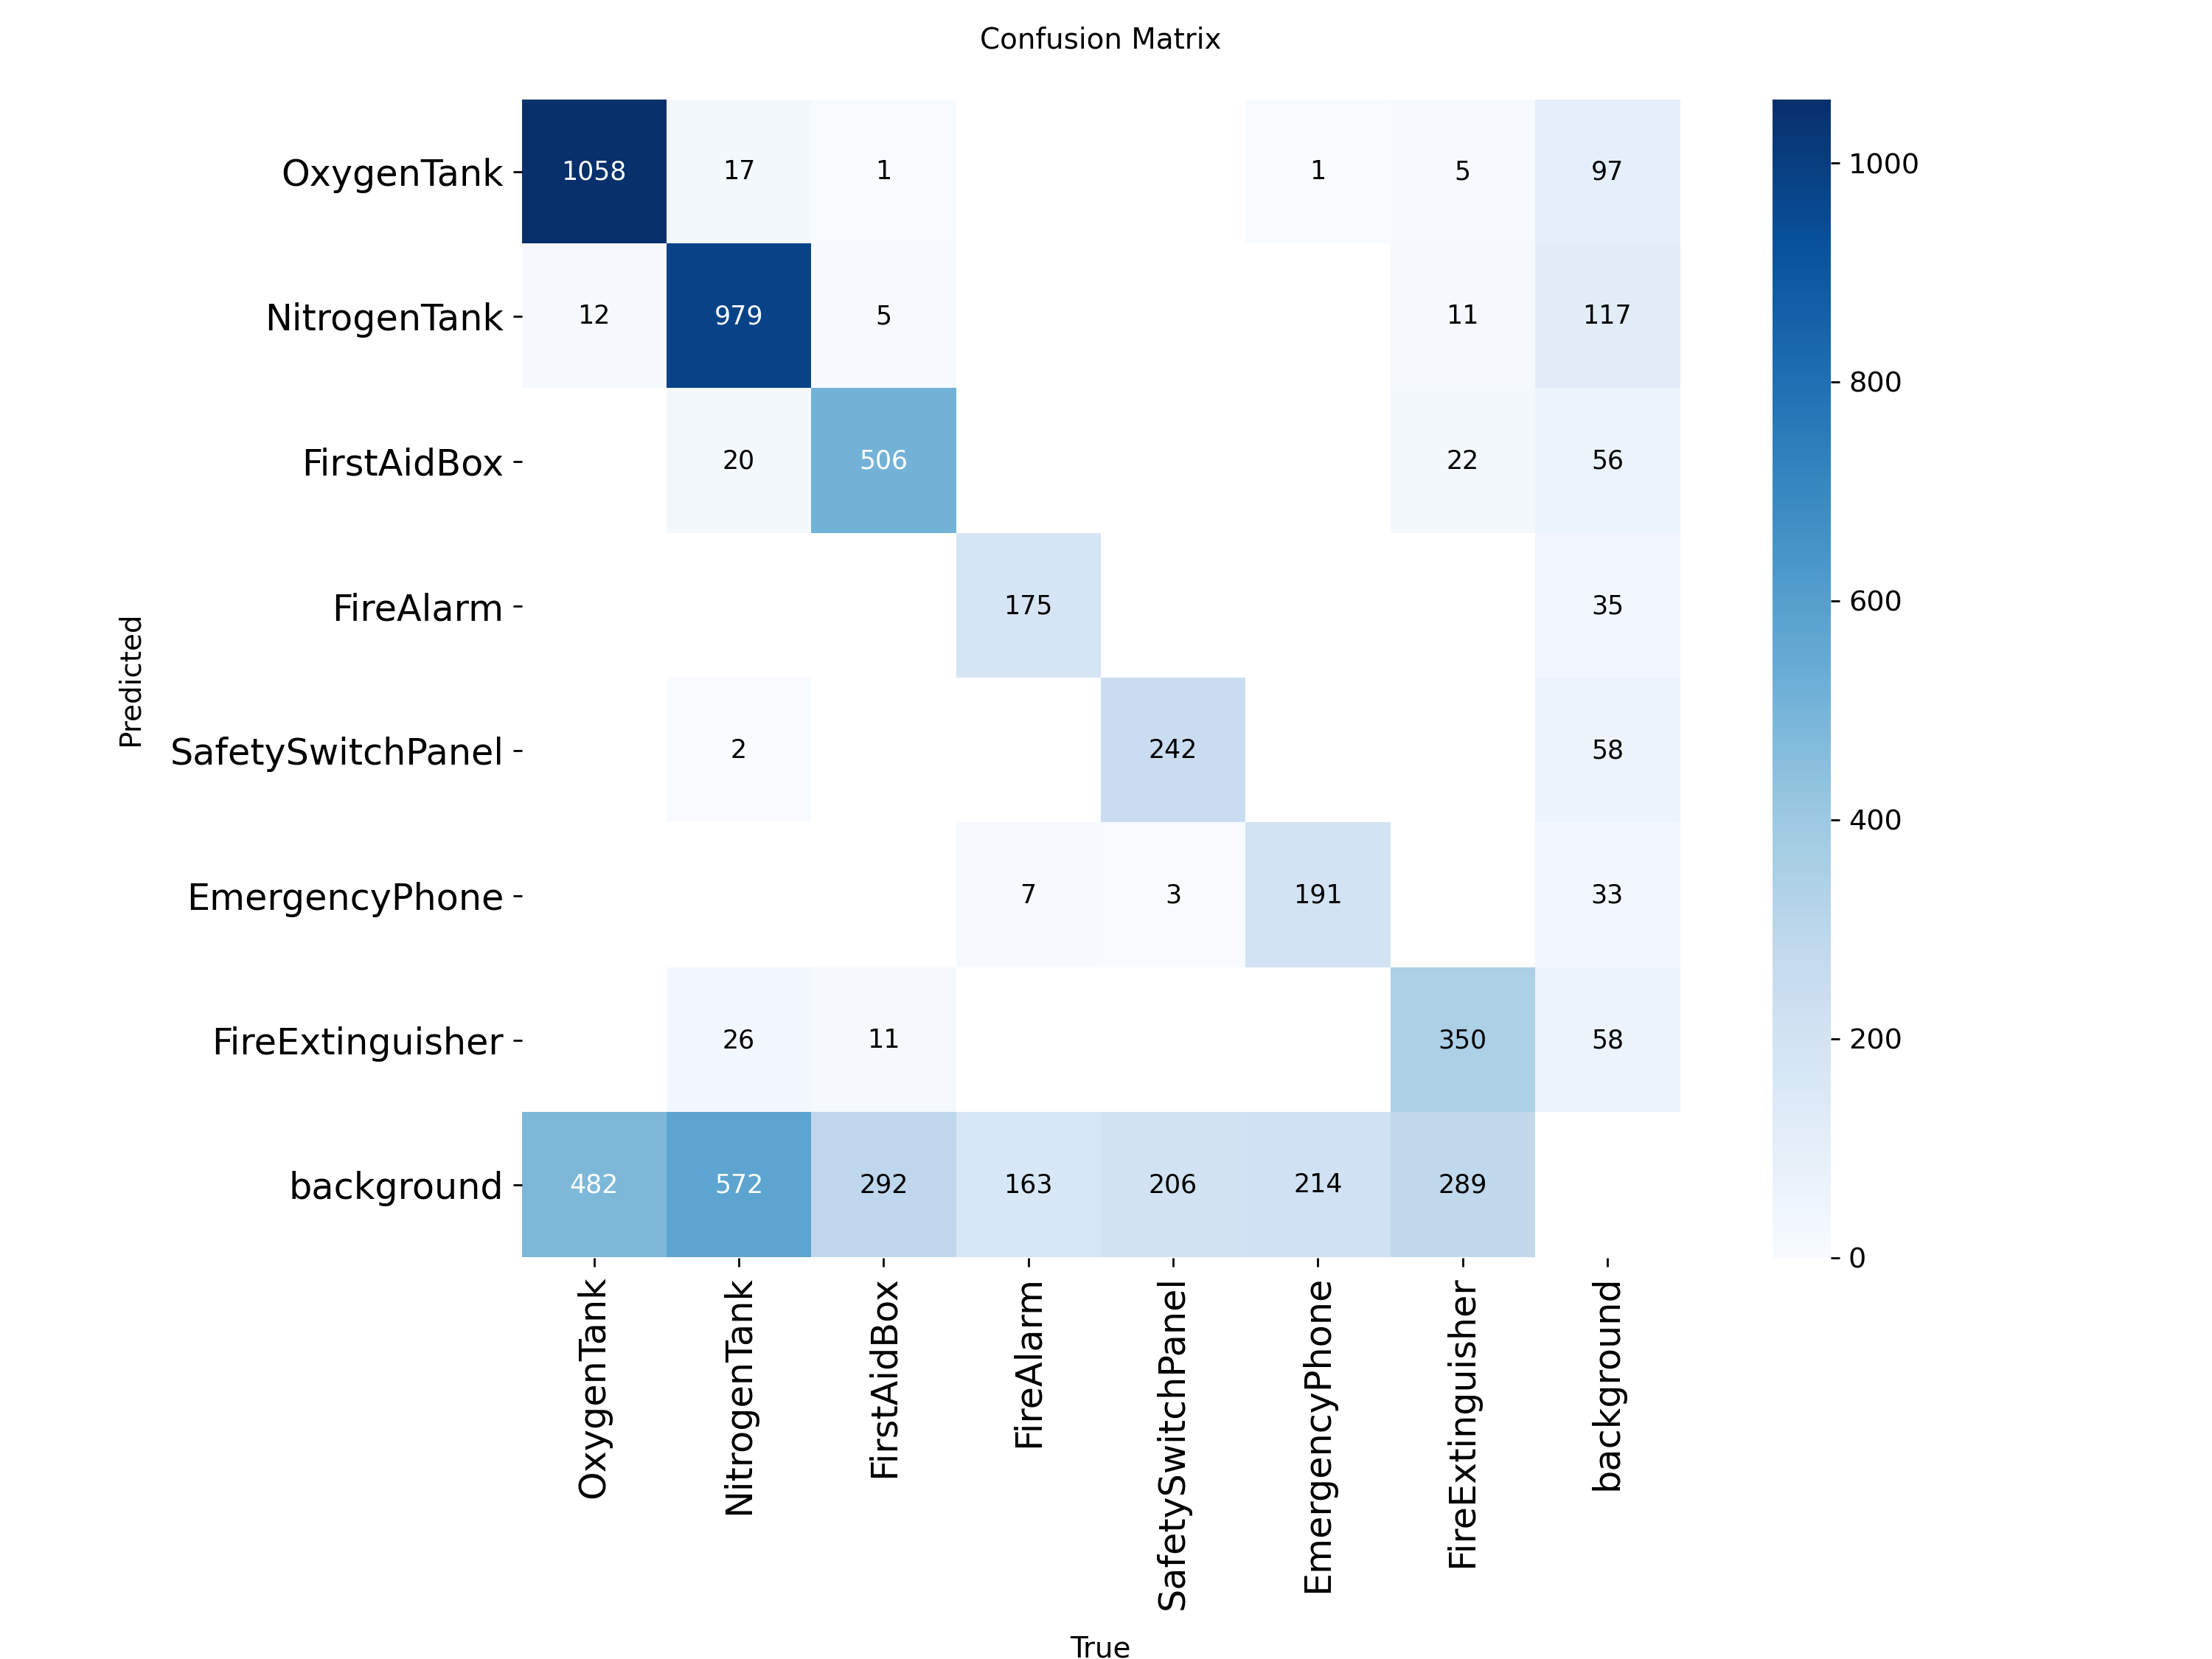 Confusion Matrix
OxygenTank 1058 17 1 1 5 97
NitrogenTank 12 979 5 11 117
FirstAidBox 20 506 22 56
FireAlarm 175 35
SafetySwitchPanel 2 242 58
EmergencyPhone 7 3 191 33
FireExtinguisher 26 11 350 58
background 482 572 292 163 206 214 289
Predicted
OxygenTank
NitrogenTank
FirstAidBox
FireAlarm
SafetySwitchPanel
EmergencyPhone
FireExtinguisher
background
True
1000
800
600
400
200
0